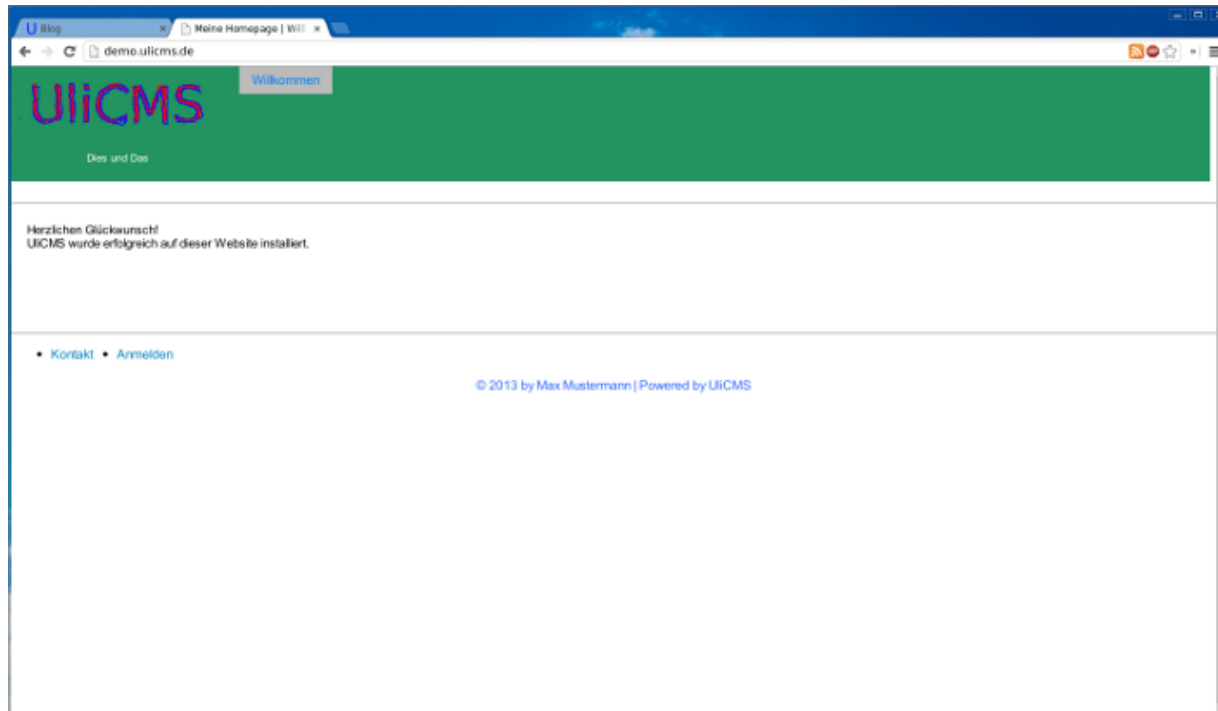 Blog
Meine Homepage | Will
demo.ulicms.de
UliCMS
Willkommen
Dies und Das
Herzlichen Glückwunsch!
UliCMS wurde erfolgreich auf dieser Website installiert.
• Kontakt • Anmelden
© 2013 by Max Mustermann | Powered by UliCMS